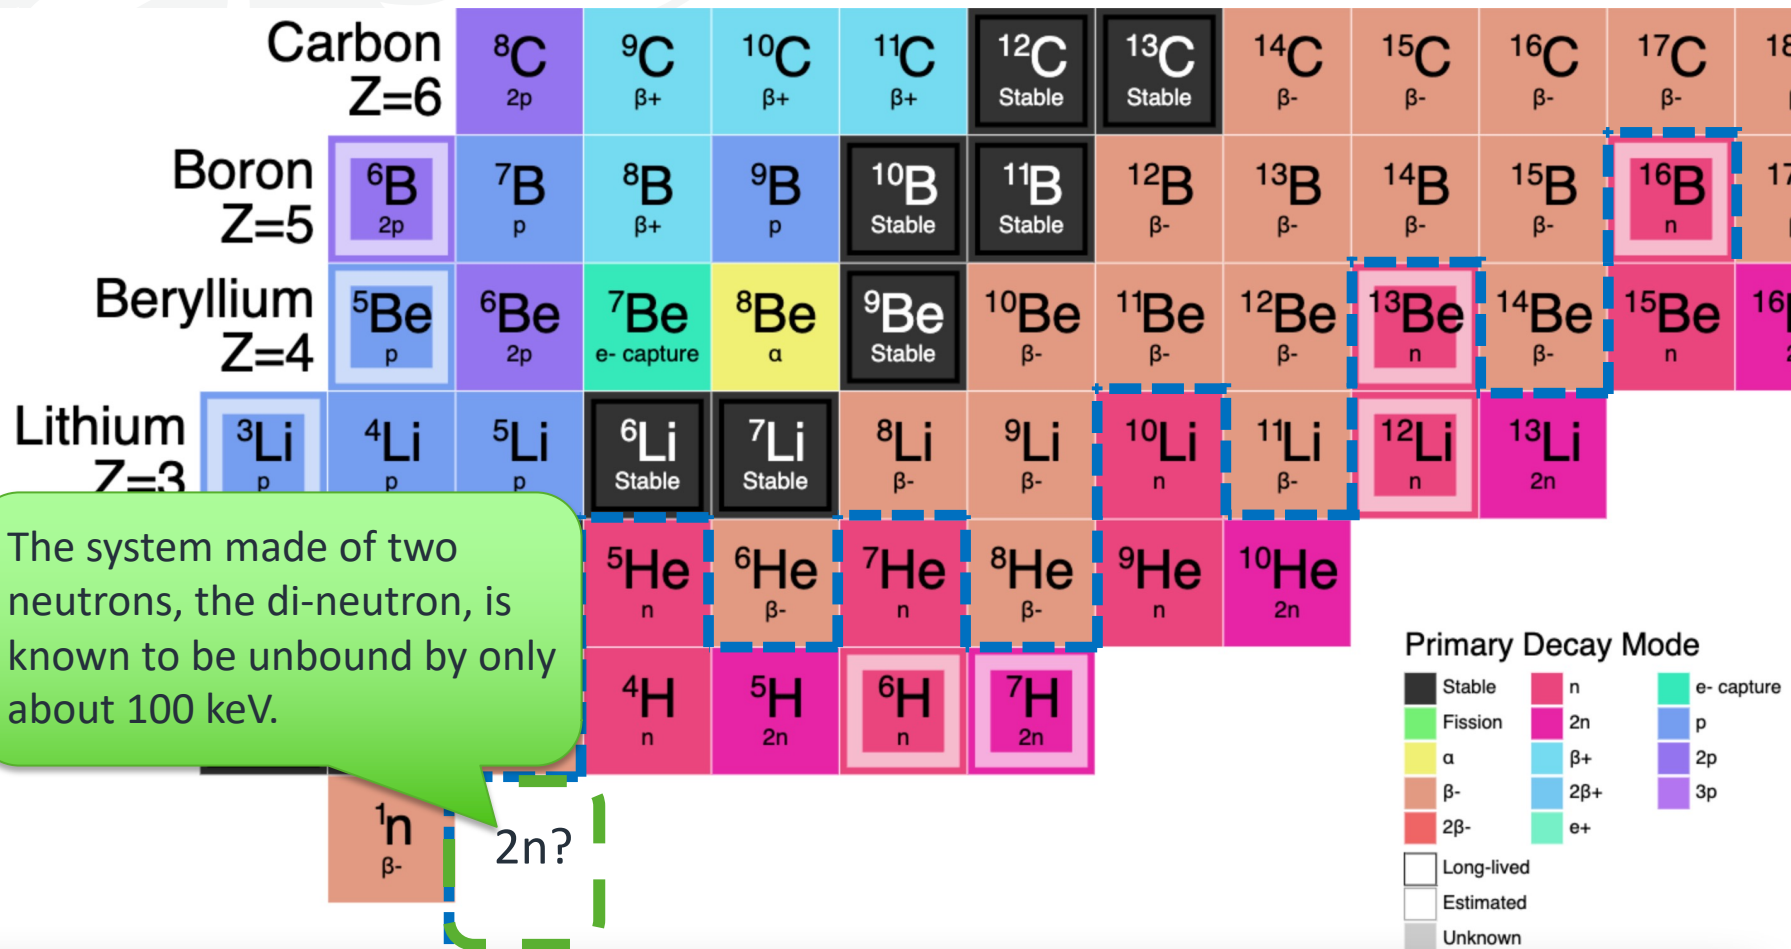 Carbon
Z=6
8C 9C 10C 11C 12C 13C 14C 15C 16C 17C 18
2p β+ β+ β+ Stable Stable β- β- β- β-
Boron
Z=5
6B 7B 8B 9B 10B 11B 12B 13B 14B 15B 16B 17
2p p β+ p Stable Stable β- β- β- β- n
Beryllium
Z=4
5Be 6Be 7Be 8Be 9Be 10Be 11Be 12Be 13Be 14Be 15Be 16
p 2p e- capture α Stable β- β- β- n β- n
Lithium
Z=3
3Li 4Li 5Li 6Li 7Li 8Li 9Li 10Li 11Li 12Li 13Li
p p p Stable Stable β- β- n β- n 2n
The system made of two
neutrons, the di-neutron, is
known to be unbound by only
about 100 keV.
5He 6He 7He 8He 9He 10He
n β- n β- n 2n
4H 5H 6H 7H
n 2n n 2n
1n
β-
2n?
Primary Decay Mode
Stable n e- capture
Fission 2n p
α β+ 2p
β- 2β+ 3p
2β- e+
Long-lived
Estimated
Unknown